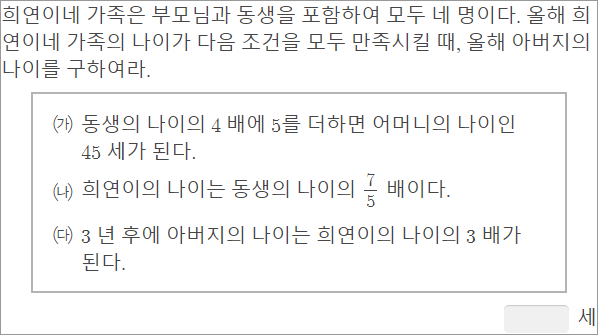 희연이네 가족은 부모님과 동생을 포함하여 모두 네 명이다. 올해 희
연이네 가족의 나이가 다음 조건을 모두 만족시킬 때, 올해 아버지의
나이를 구하여라.
㈎ 동생의 나이의 4 배에 5를 더하면 어머니의 나이인
45 세가 된다.
㈏ 희연이의 나이는 동생의 나이의 7/5 배이다.
㈐ 3 년 후에 아버지의 나이는 희연이의 나이의 3 배가
된다.
세